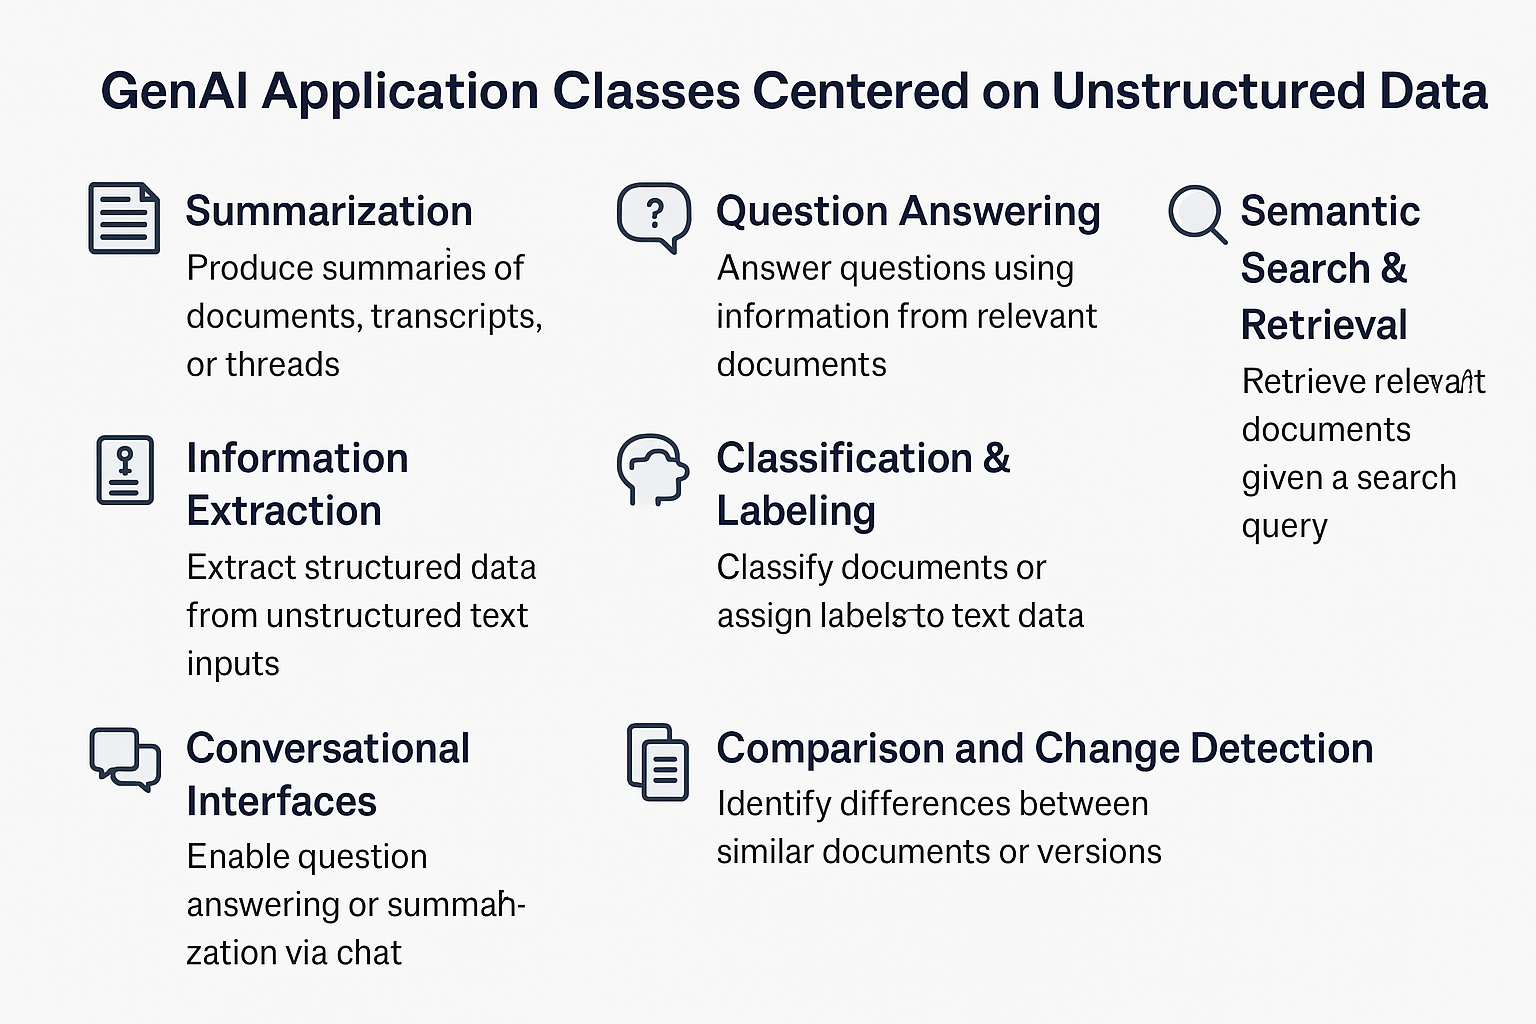 GenAI Application Classes Centered on Unstructured Data
Summarization
Produce summaries of
documents, transcripts,
or threads
Question Answering
Answer questions using
information from relevant
documents
Semantic
Search &
Retrieval
Retrieve relevant
documents
given a search
query
Information
Extraction
Extract structured data
from unstructured text
inputs
Classification &
Labeling
Classify documents or
assign labels to text data
Conversational
Interfaces
Enable question
answering or summah-
zation via chat
Comparison and Change Detection
Identify differences between
similar documents or versions